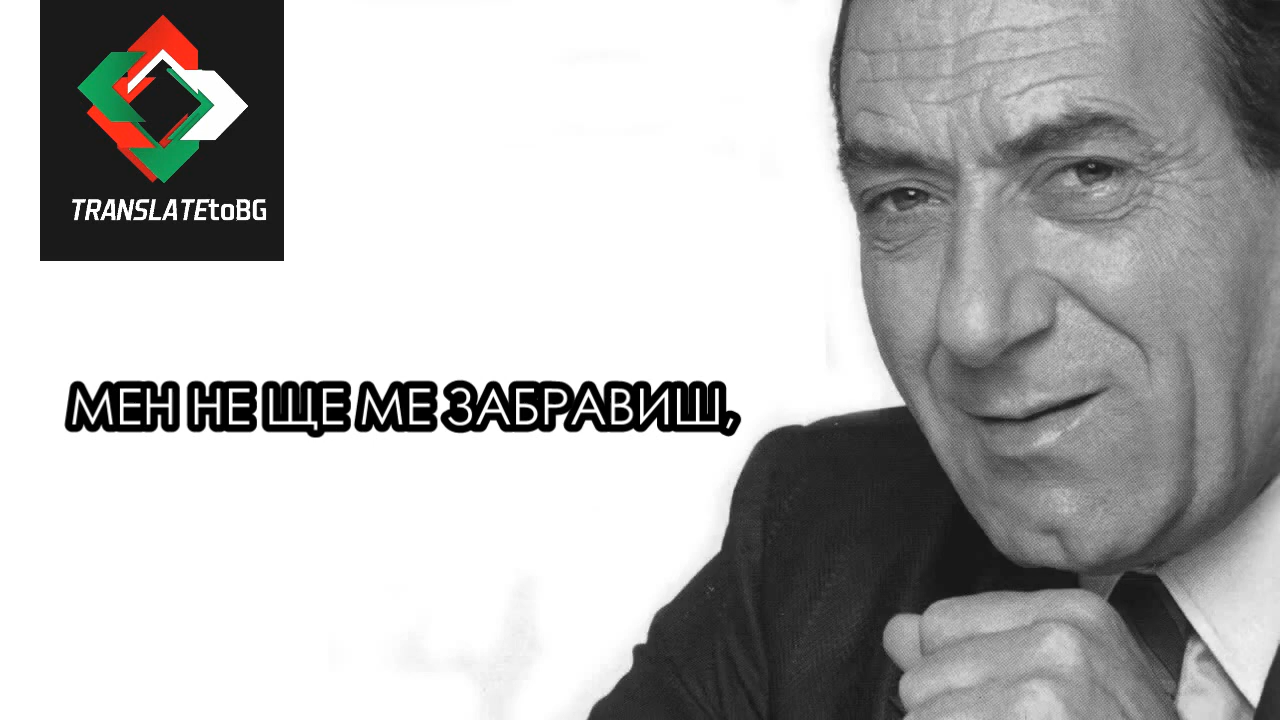 TRANSLATEtoBG
МЕН НЕ ЩЕ МЕ ЗАБРАВИШ,